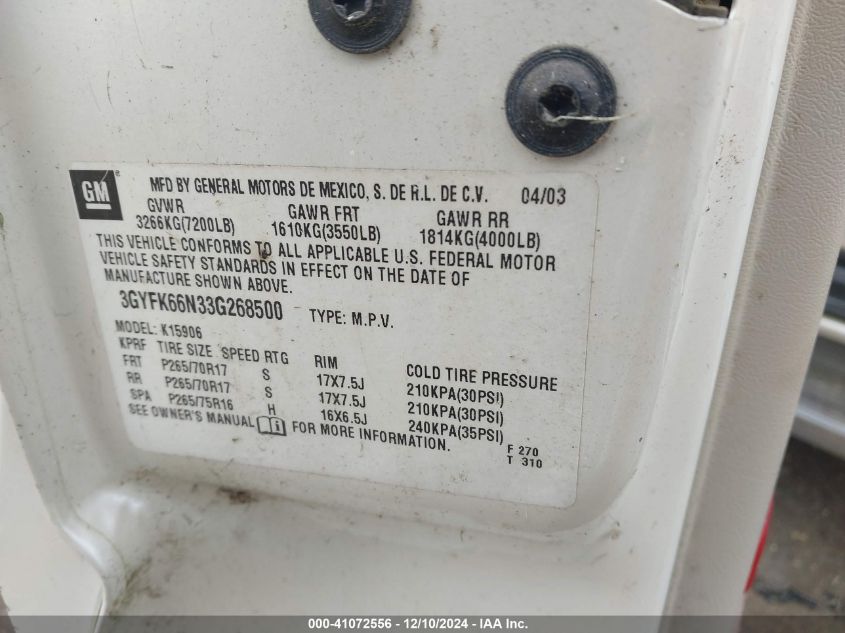 GM
MFD BY GENERAL MOTORS DE MEXICO, S. DE R.L. DE C.V. 04/03
GVWR GAWR FRT GAWR RR
3266KG(7200LB) 1610KG(3550LB) 1814KG(4000LB)
THIS VEHICLE CONFORMS TO ALL APPLICABLE U.S. FEDERAL MOTOR
VEHICLE SAFETY STANDARDS IN EFFECT ON THE DATE OF
MANUFACTURE SHOWN ABOVE.
3GYFK66N33G268500 TYPE: M.P.V.
MODEL: K15906
KPRF TIRE SIZE SPEED RTG RIM COLD TIRE PRESSURE
FRT P265/70R17 S 17X7.5J 210KPA(30PSI)
RR P265/70R17 S 17X7.5J 210KPA(30PSI)
SPA P265/75R16 H 16X6.5J 240KPA(35PSI)
SEE OWNER'S MANUAL FOR MORE INFORMATION.
F 270
T 310
000-41072556 - 12/10/2024 - IAA Inc.